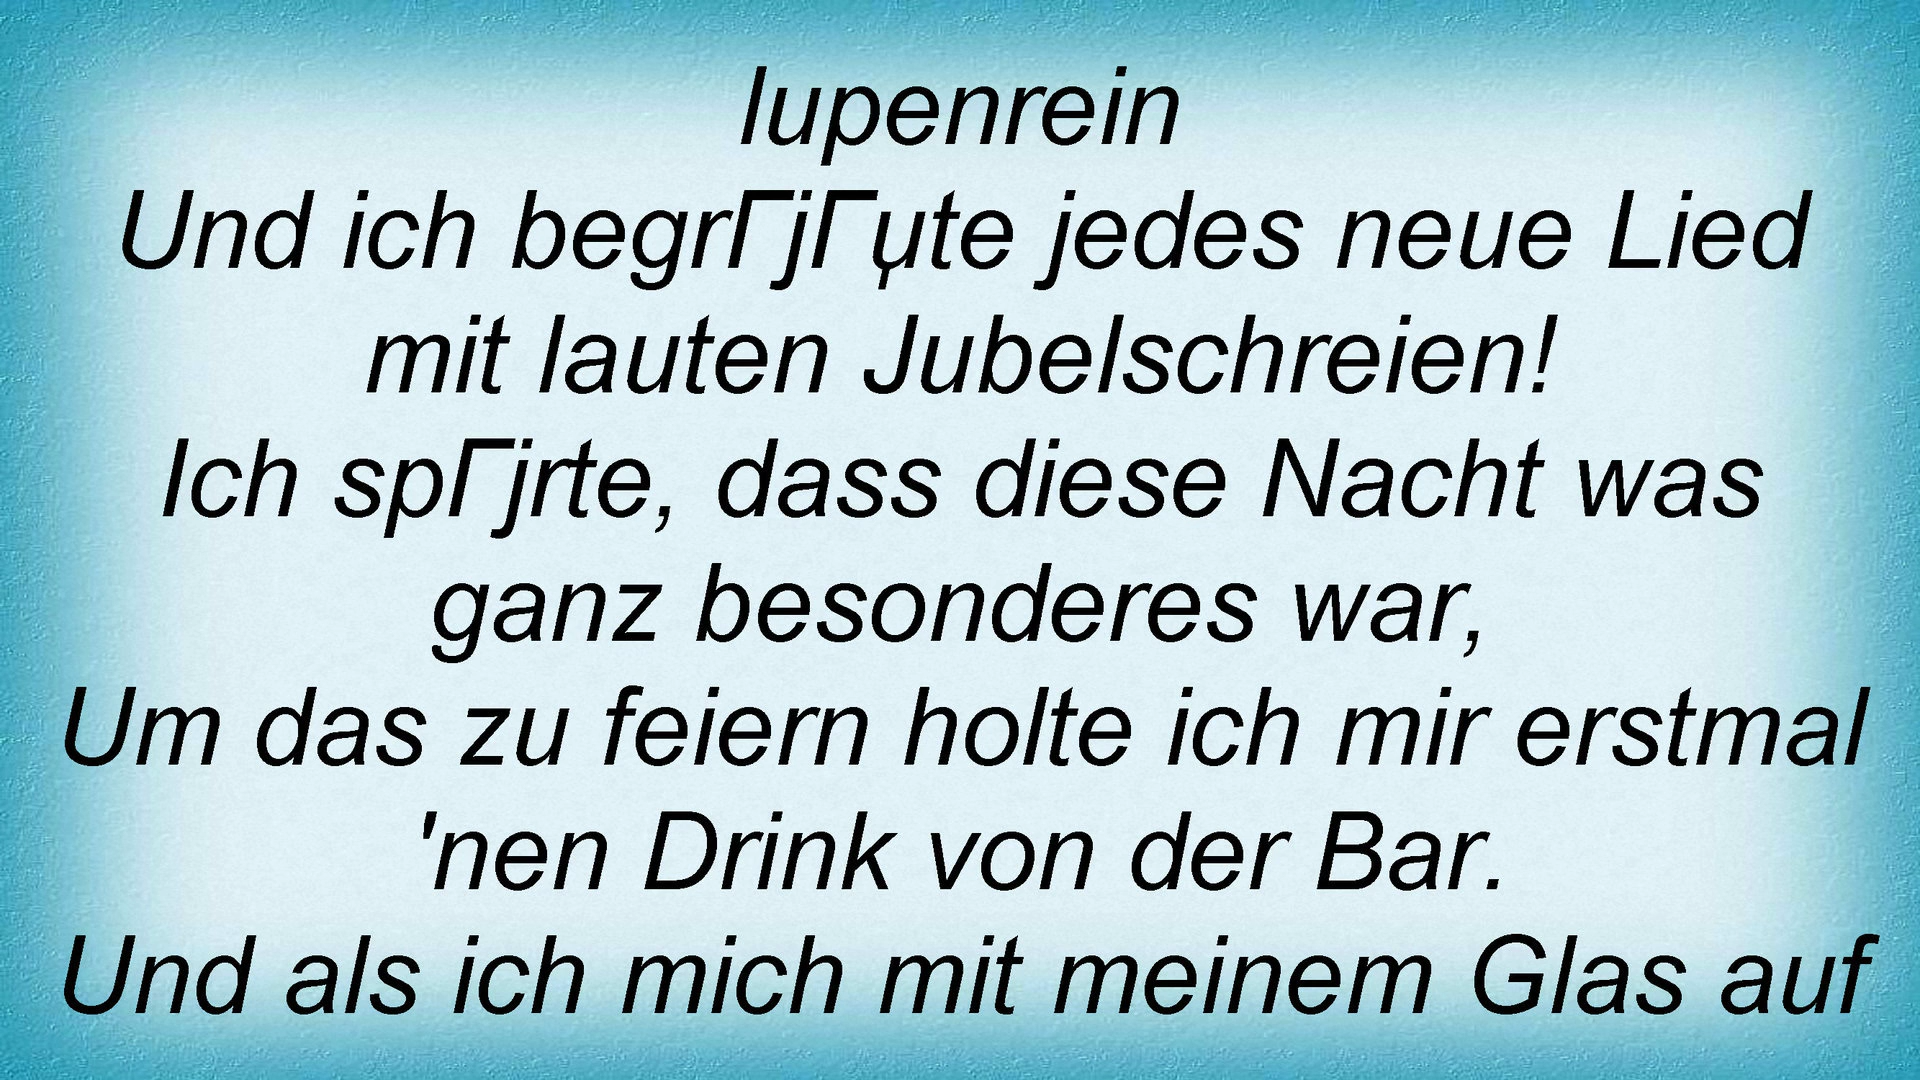 lupenrein
Und ich begrГјГџte jedes neue Lied
mit lauten Jubelschreien!
Ich spГјrte, dass diese Nacht was
ganz besonderes war,
Um das zu feiern holte ich mir erstmal
'nen Drink von der Bar.
Und als ich mich mit meinem Glas auf